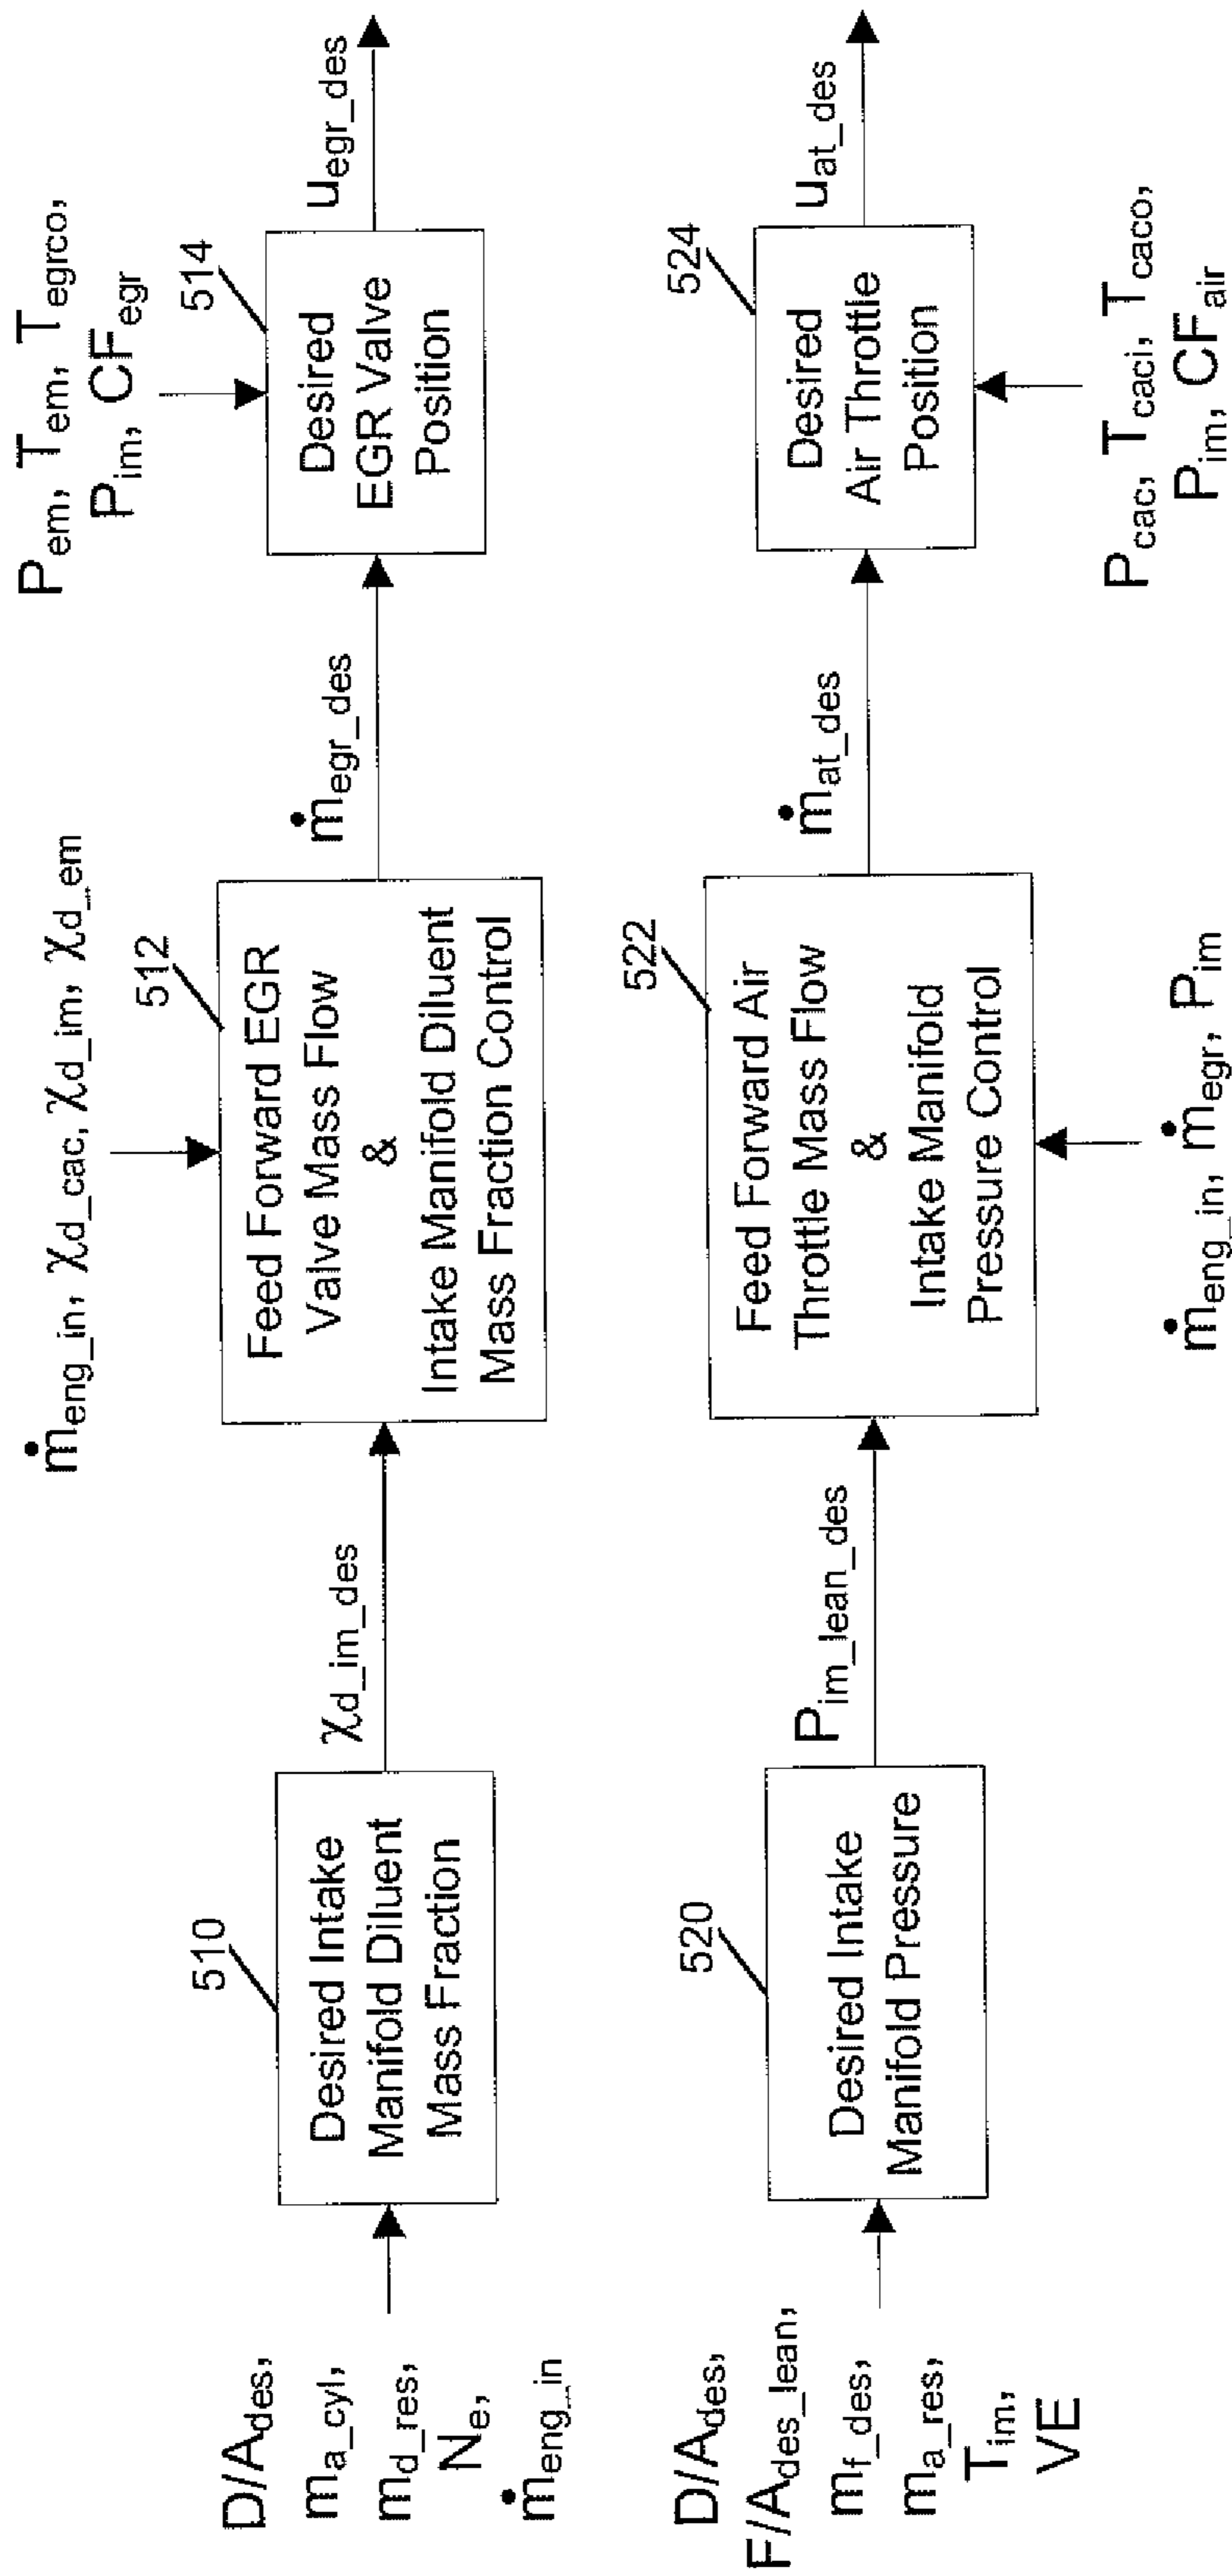 D/A_des,
m_a_cyl,
m_d_res,
N_e,
ṁ_eng_in
510
Desired Intake
Manifold Diluent
Mass Fraction
χ_d_im_des
ṁ_eng_in, χ_d_cac, χ_d_im, χ_d_em
512
Feed Forward EGR
Valve Mass Flow
&
Intake Manifold Diluent
Mass Fraction Control
ṁ_egr_des
P_em, T_em, T_egrco,
P_im, CF_egr
514
Desired
EGR Valve
Position
u_egr_des
D/A_des,
F/A_des_lean,
m_f_des,
m_a_res,
T_im,
VE
520
Desired Intake
Manifold Pressure
P_im_lean_des
522
Feed Forward Air
Throttle Mass Flow
&
Intake Manifold
Pressure Control
ṁ_eng_in, ṁ_egr, P_im
ṁ_at_des
524
Desired
Air Throttle
Position
P_cac, T_caci, T_caco,
P_im, CF_air
u_at_des